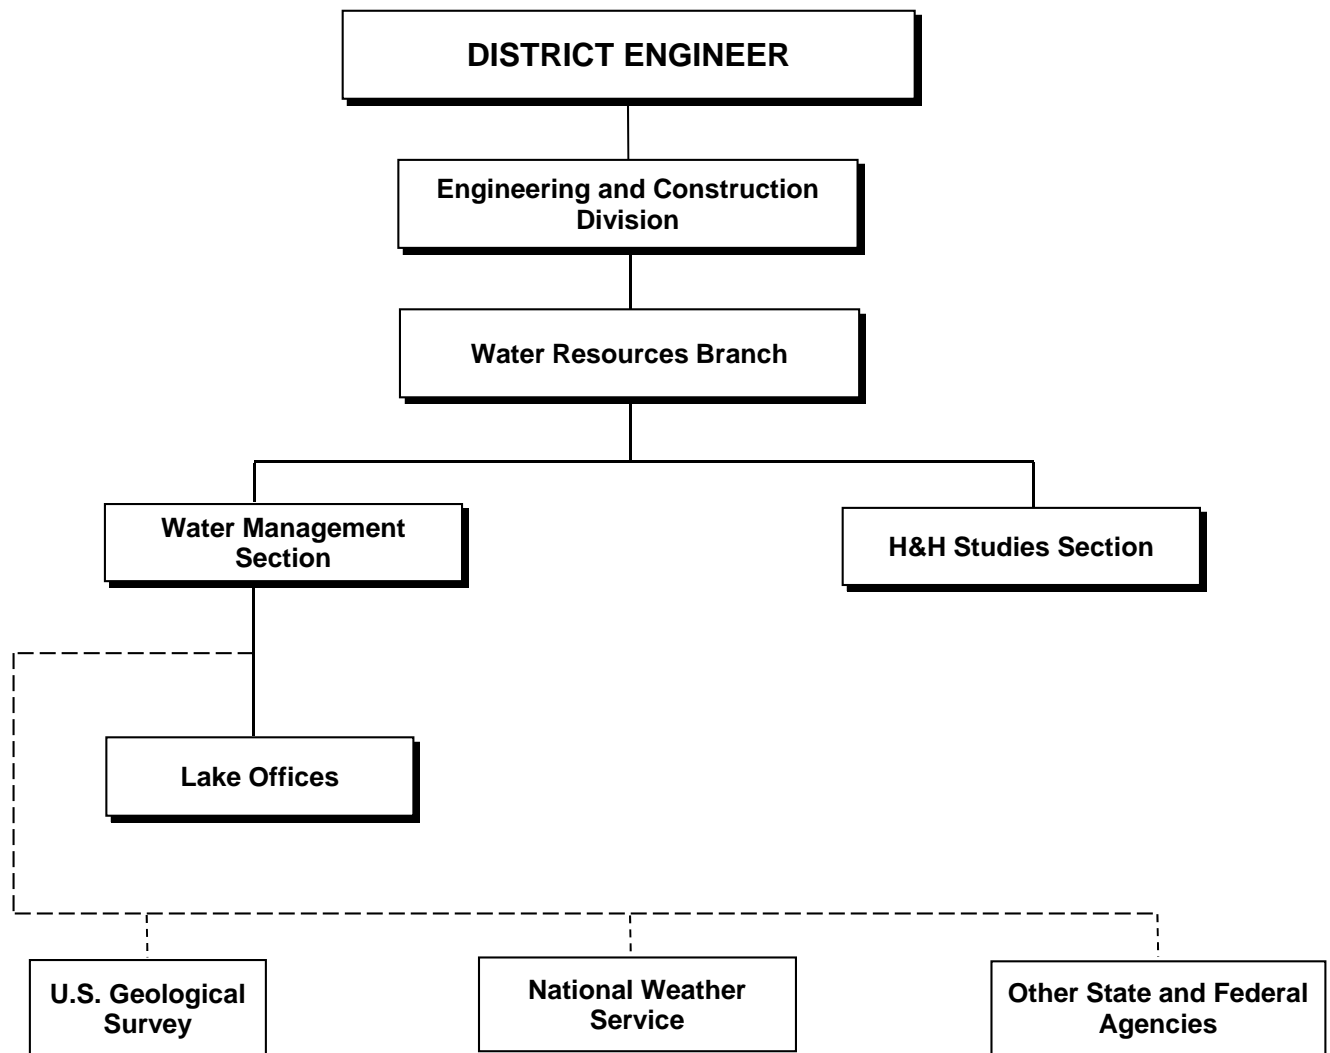 DISTRICT ENGINEER
Engineering and Construction
Division
Water Resources Branch
Water Management
Section
H&H Studies Section
Lake Offices
U.S. Geological
Survey
National Weather
Service
Other State and Federal
Agencies